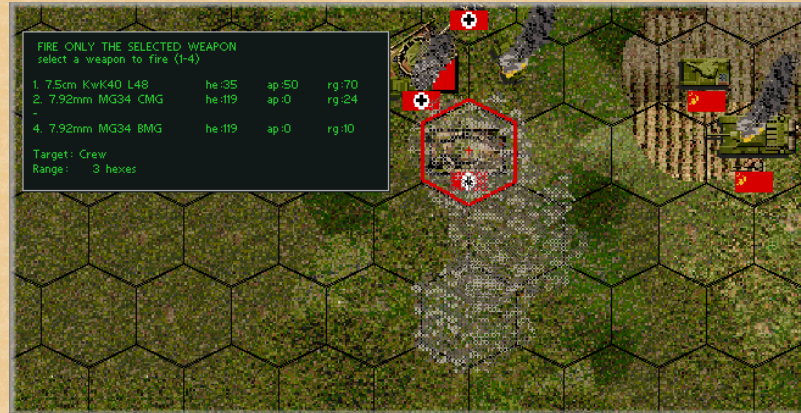 FIRE ONLY THE SELECTED WEAPON
select a weapon to fire (1-4)
1. 7.5cm KwK40 L48 he:35 ap:50 rg:70
2. 7.92mm MG34 CMG he:119 ap:0 rg:24
-
4. 7.92mm MG34 BMG he:119 ap:0 rg:10
Target: Crew
Range: 3 hexes